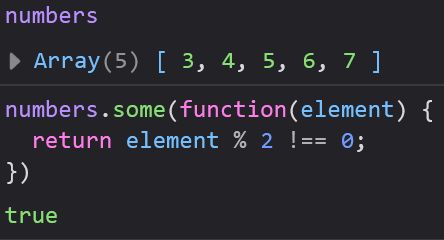 numbers
▶ Array(5) [ 3, 4, 5, 6, 7 ]
numbers.some(function(element) {
  return element % 2 !== 0;
})
true